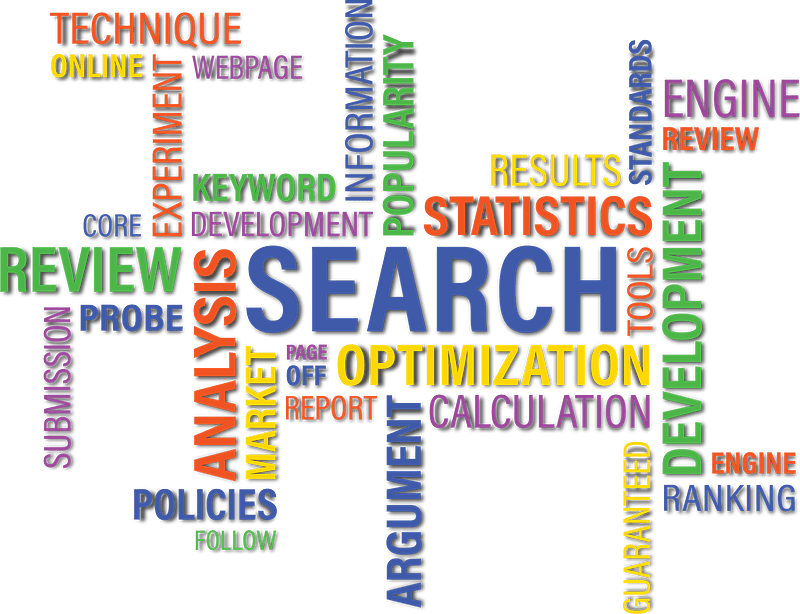 TECHNIQUE
ONLINE
WEBPAGE
EXPERIMENT
INFORMATION
POPULARITY
STANDARDS
ENGINE
REVIEW
RESULTS
KEYWORD
CORE
DEVELOPMENT
STATISTICS
DEVELOPMENT
REVIEW
ANALYSIS
SEARCH
TOOLS
PROBE
SUBMISSION
MARKET
PAGE
OFF
OPTIMIZATION
REPORT
ARGUMENT
CALCULATION
GUARANTEED
ENGINE
RANKING
POLICIES
FOLLOW